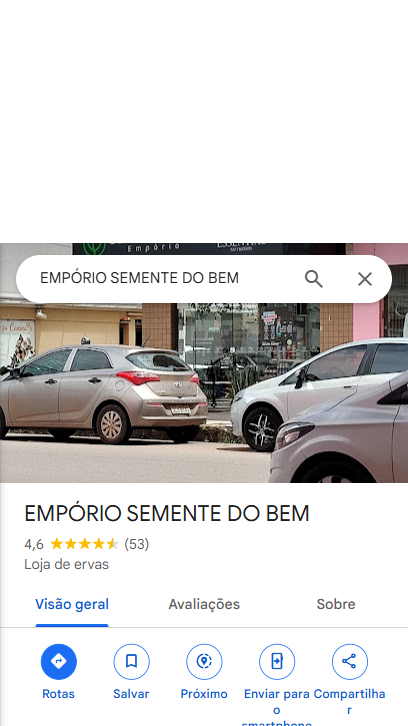 Empório
EMPÓRIO SEMENTE DO BEM
EMPÓRIO SEMENTE DO BEM
4,6 (53)
Loja de ervas
Visão geral Avaliações Sobre
Rotas Salvar Próximo Enviar para o smartphone Compartilhar